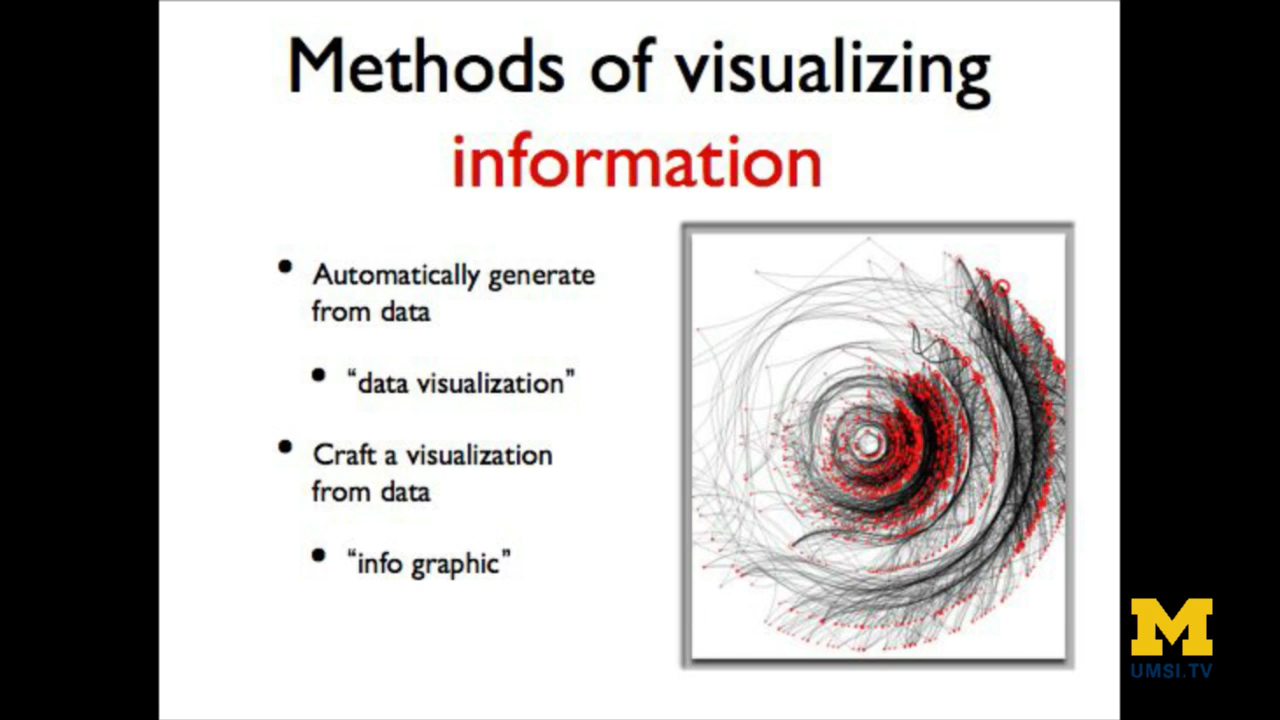 Methods of visualizing
information
• Automatically generate
from data
• “data visualization”
• Craft a visualization
from data
• “info graphic”
M
UMSI.TV